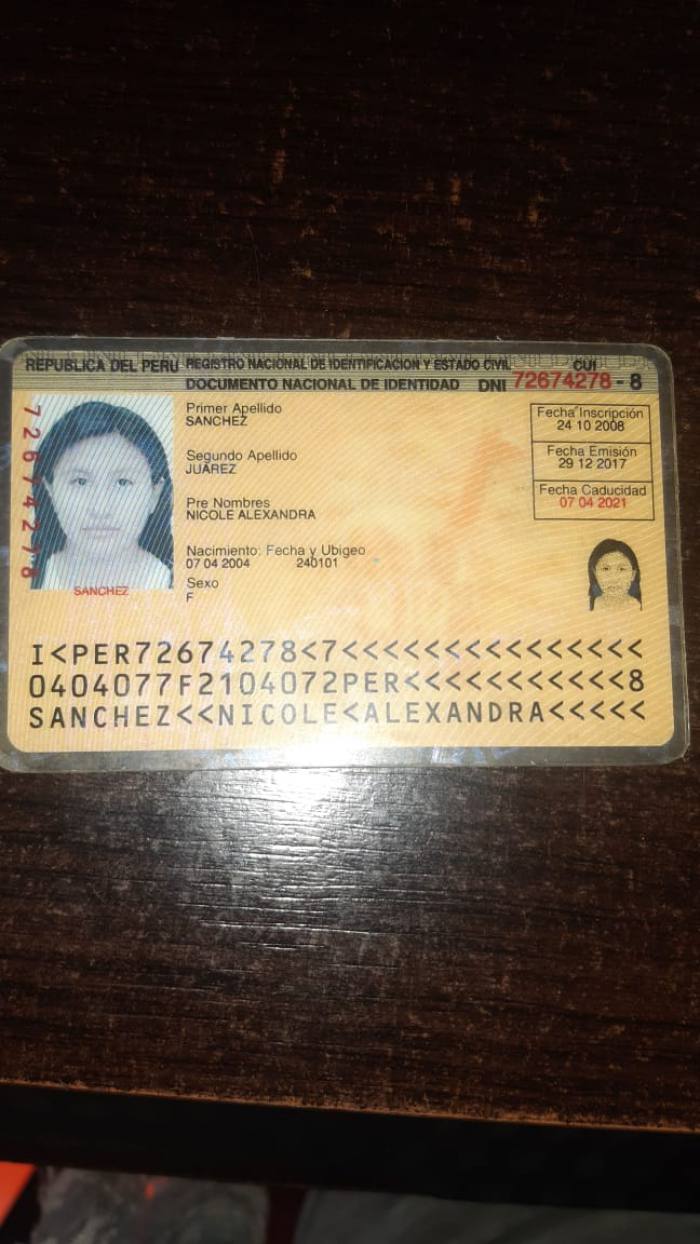 REPUBLICA DEL PERU REGISTRO NACIONAL DE IDENTIFICACION Y ESTADO CIVIL CUI
DOCUMENTO NACIONAL DE IDENTIDAD DNI 72674278 - 8
72674278
SANCHEZ
Primer Apellido
SANCHEZ
Segundo Apellido
JUAREZ
Pre Nombres
NICOLE ALEXANDRA
Nacimiento: Fecha y Ubigeo
07 04 2004 240101
Sexo
F
Fecha Inscripción
24 10 2008
Fecha Emisión
29 12 2017
Fecha Caducidad
07 04 2021
I<PER72674278<7<<<<<<<<<<<<<<<
0404077F2104072PER<<<<<<<<<<<8
SANCHEZ<<NICOLE<ALEXANDRA<<<<<